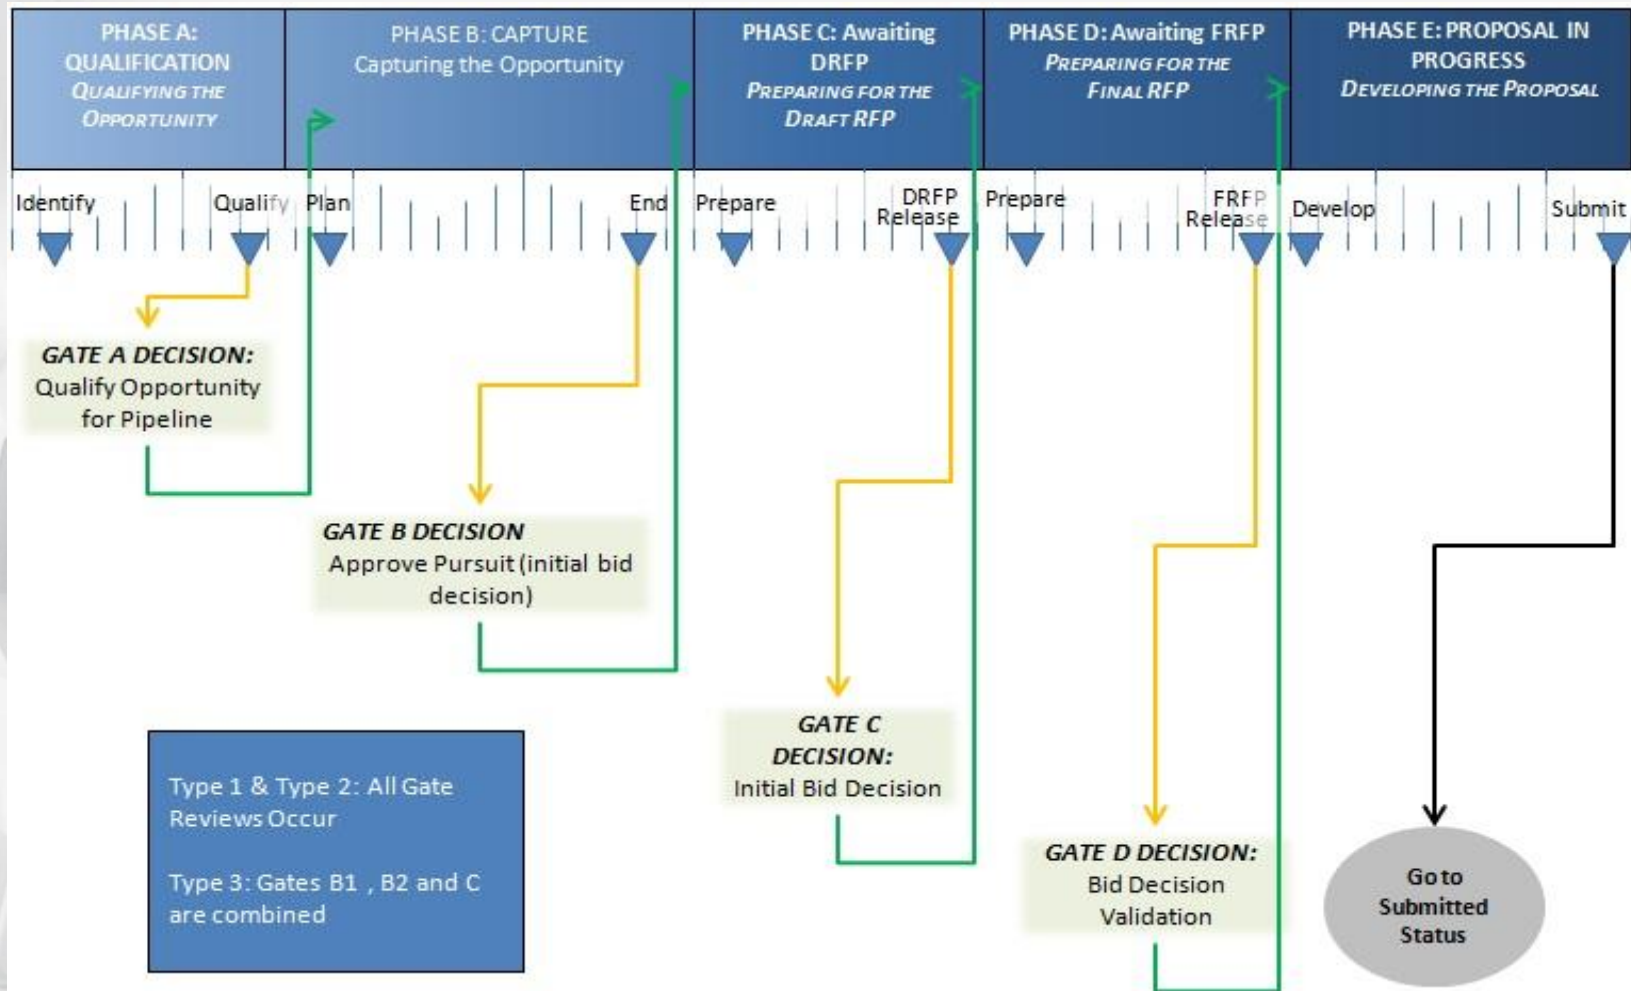 PHASE A:
QUALIFICATION
QUALIFYING THE
OPPORTUNITY
PHASE B: CAPTURE
Capturing the Opportunity
PHASE C: Awaiting
DRFP
PREPARING FOR THE
DRAFT RFP
PHASE D: Awaiting FRFP
PREPARING FOR THE
FINAL RFP
PHASE E: PROPOSAL IN
PROGRESS
DEVELOPING THE PROPOSAL
Identify
Qualify
Plan
End
Prepare
DRFP
Release
Prepare
FRFP
Release
Develop
Submit
GATE A DECISION:
Qualify Opportunity
for Pipeline
GATE B DECISION
Approve Pursuit (initial bid
decision)
GATE C
DECISION:
Initial Bid Decision
GATE D DECISION:
Bid Decision
Validation
Type 1 & Type 2: All Gate
Reviews Occur
Type 3: Gates B1 , B2 and C
are combined
Go to
Submitted
Status